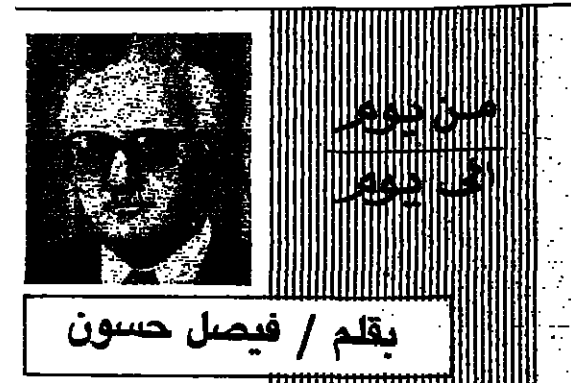 من يوم
الى يوم
بقلم / فيصل حسون